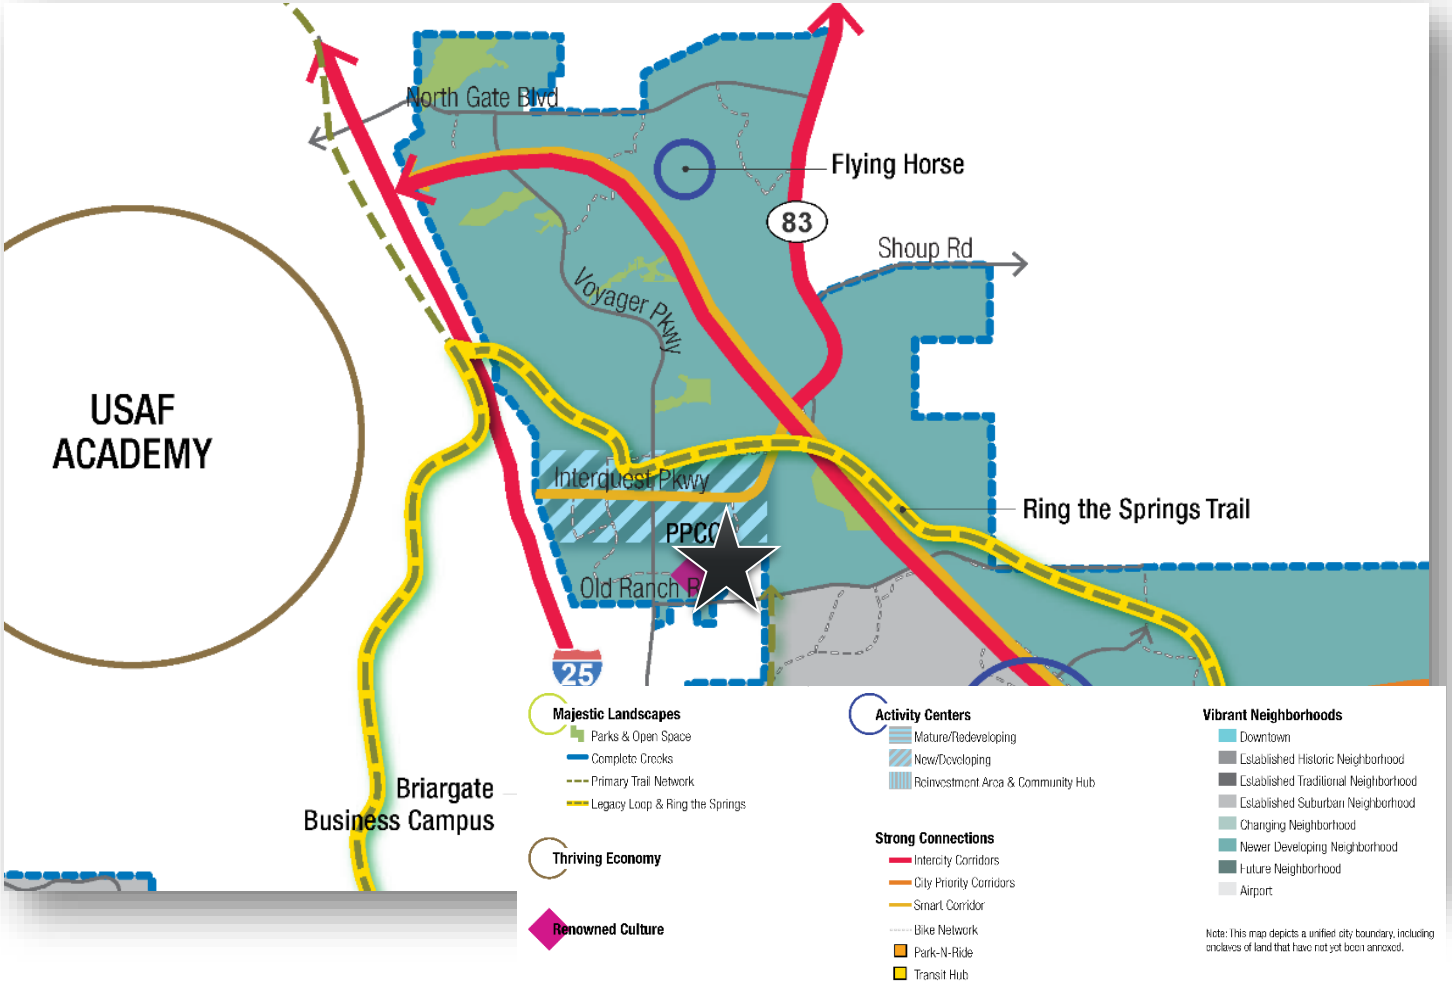 North Gate Blvd
Flying Horse
83
Shoup Rd
Voyager Pkwy
USAF
ACADEMY
Interquest Pkwy
Ring the Springs Trail
PPCC
Old Ranch R
25
Briargate
Business Campus
Majestic Landscapes
Parks & Open Space
Complete Creeks
Primary Trail Network
Legacy Loop & Ring the Springs
Thriving Economy
Renowned Culture
Activity Centers
Mature/Redeveloping
New/Developing
Reinvestment Area & Community Hub
Strong Connections
Intercity Corridors
City Priority Corridors
Smart Corridor
Bike Network
Park-N-Ride
Transit Hub
Vibrant Neighborhoods
Downtown
Established Historic Neighborhood
Established Traditional Neighborhood
Established Suburban Neighborhood
Changing Neighborhood
Newer Developing Neighborhood
Future Neighborhood
Airport
Note: This map depicts a unified city boundary, including
enclaves of land that have not yet been annexed.